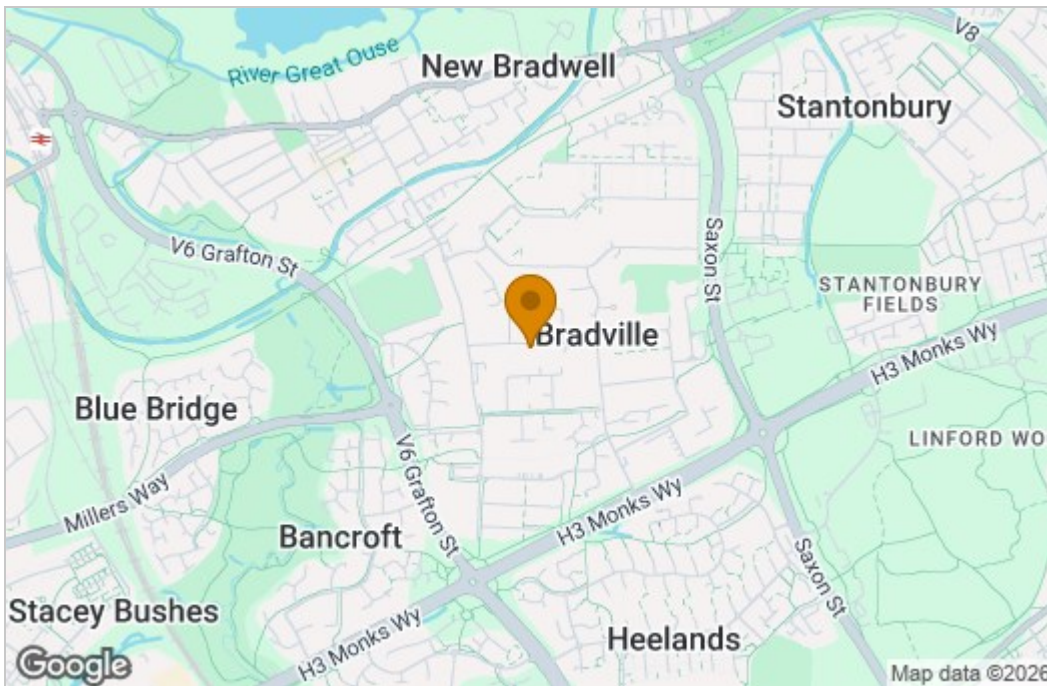 River Great Ouse
New Bradwell
V8
Stantonbury
V6 Grafton St
Saxon St
STANTONBURY
FIELDS
Bradville
H3 Monks Wy
Blue Bridge
LINFORD WO
V6 Grafton St
Millers Way
H3 Monks Wy
Bancroft
Saxon St
Stacey Bushes
H3 Monks Wy
Heelands
Google
Map data ©2026